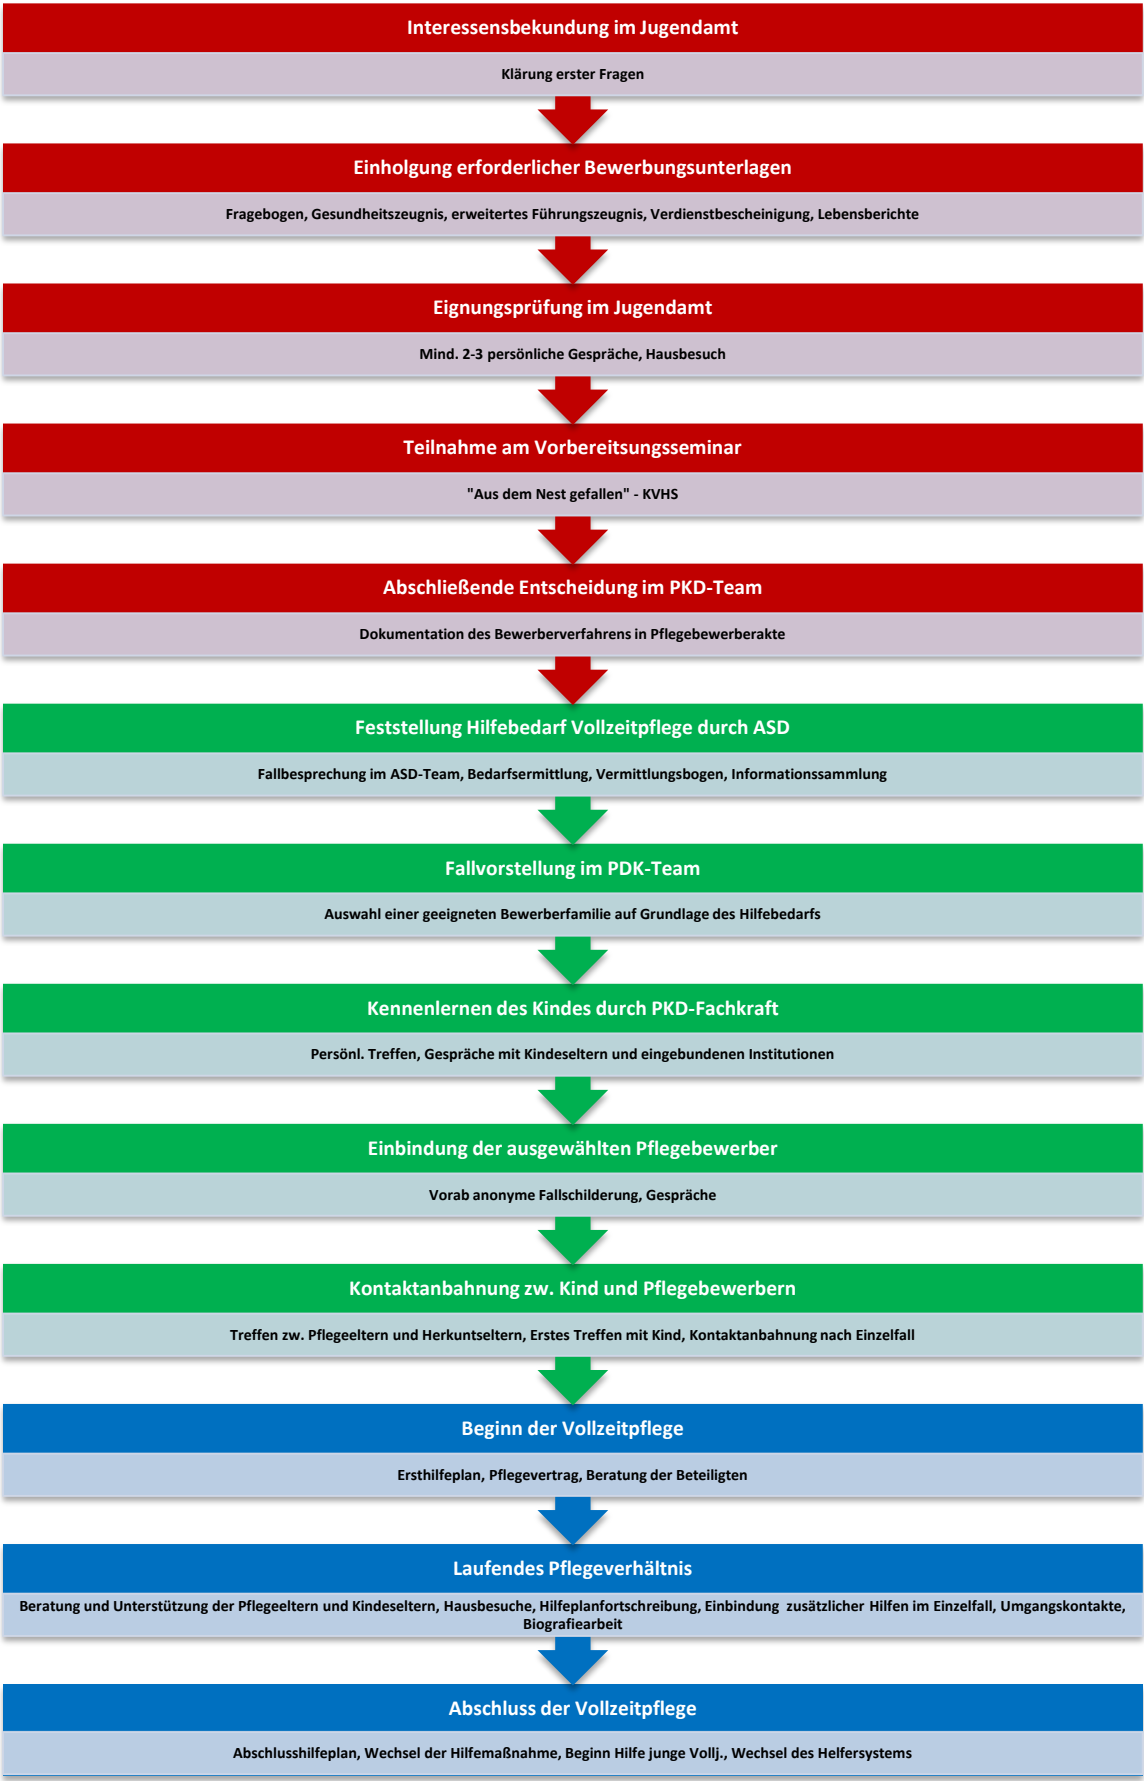 Interessensbekundung im Jugendamt
Klärung erster Fragen
Einholgung erforderlicher Bewerbungsunterlagen
Fragebogen, Gesundheitszeugnis, erweitertes Führungszeugnis, Verdienstbescheinigung, Lebensberichte
Eignungsprüfung im Jugendamt
Mind. 2-3 persönliche Gespräche, Hausbesuch
Teilnahme am Vorbereitsungsseminar
"Aus dem Nest gefallen" - KVHS
Abschließende Entscheidung im PKD-Team
Dokumentation des Bewerberverfahrens in Pflegebewerberakte
Feststellung Hilfebedarf Vollzeitpflege durch ASD
Fallbesprechung im ASD-Team, Bedarfsermittlung, Vermittlungsbogen, Informationssammlung
Fallvorstellung im PDK-Team
Auswahl einer geeigneten Bewerberfamilie auf Grundlage des Hilfebedarfs
Kennenlernen des Kindes durch PKD-Fachkraft
Persönl. Treffen, Gespräche mit Kindeseltern und eingebundenen Institutionen
Einbindung der ausgewählten Pflegebewerber
Vorab anonyme Fallschilderung, Gespräche
Kontaktanbahnung zw. Kind und Pflegebewerbern
Treffen zw. Pflegeeltern und Herkuntseltern, Erstes Treffen mit Kind, Kontaktanbahnung nach Einzelfall
Beginn der Vollzeitpflege
Ersthilfeplan, Pflegevertrag, Beratung der Beteiligten
Laufendes Pflegeverhältnis
Beratung und Unterstützung der Pflegeeltern und Kindeseltern, Hausbesuche, Hilfeplanfortschreibung, Einbindung zusätzlicher Hilfen im Einzelfall, Umgangskontakte,
Biografiearbeit
Abschluss der Vollzeitpflege
Abschlusshilfeplan, Wechsel der Hilfemaßnahme, Beginn Hilfe junge Vollj., Wechsel des Helfersystems